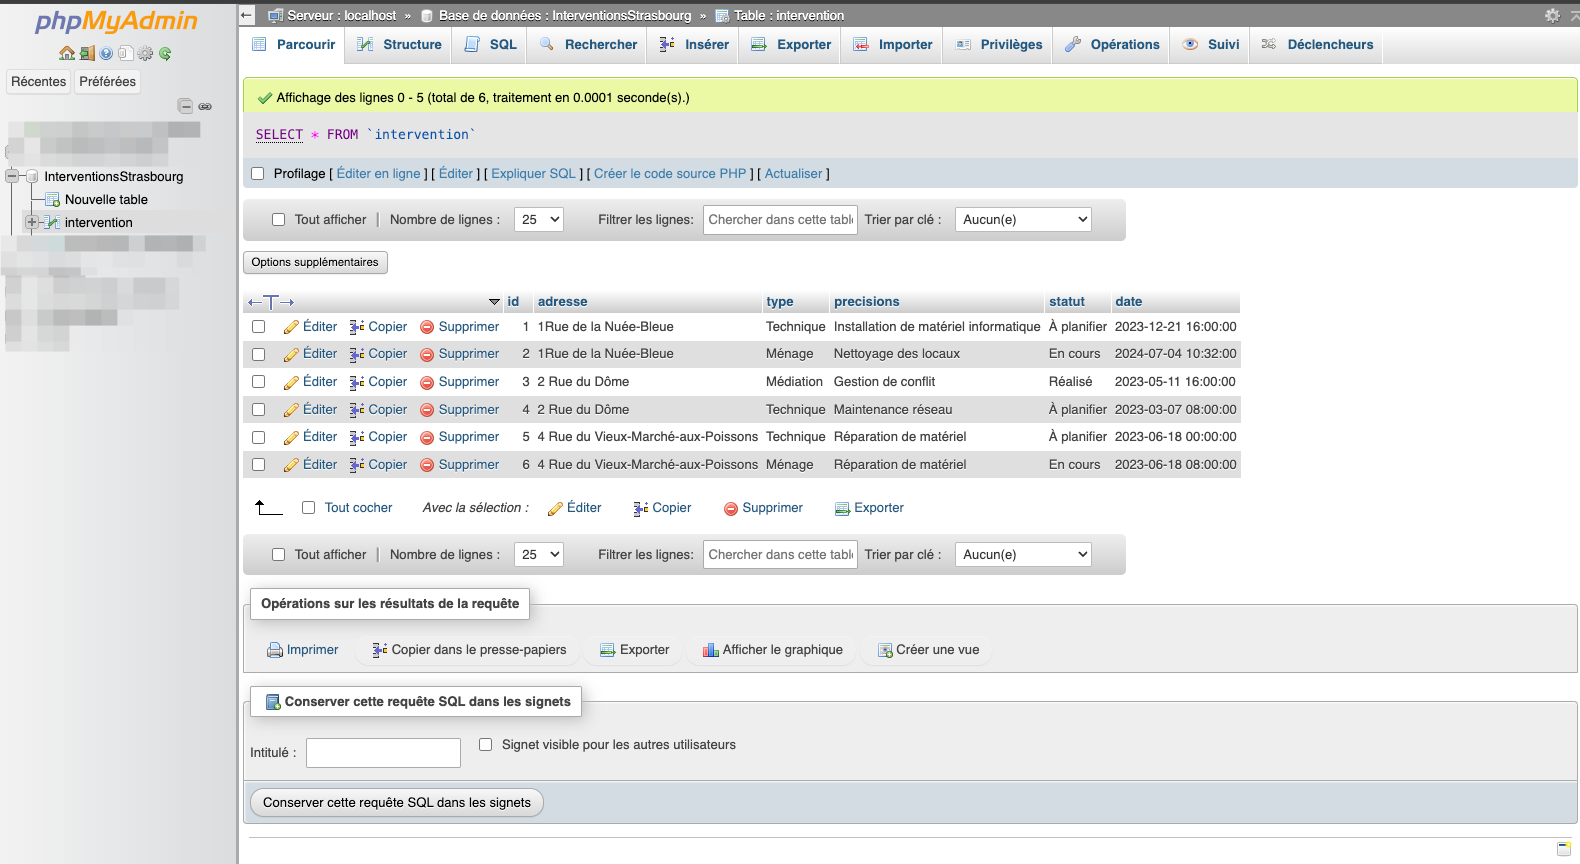 phpMyAdmin
Récentes Préférées
InterventionsStrasbourg
Nouvelle table
intervention
Serveur : localhost » Base de données : InterventionsStrasbourg » Table : intervention
Parcourir Structure SQL Rechercher Insérer Exporter Importer Privilèges Opérations Suivi Déclencheurs
Affichage des lignes 0 - 5 (total de 6, traitement en 0.0001 seconde(s).)
SELECT * FROM `intervention`
Profilage [ Éditer en ligne ] [ Éditer ] [ Expliquer SQL ] [ Créer le code source PHP ] [ Actualiser ]
Tout afficher | Nombre de lignes : 25 Filtrer les lignes: Chercher dans cette tabl Trier par clé : Aucun(e)
Options supplémentaires
id adresse type precisions statut date
Éditer Copier Supprimer 1 1Rue de la Nuée-Bleue Technique Installation de matériel informatique À planifier 2023-12-21 16:00:00
Éditer Copier Supprimer 2 1Rue de la Nuée-Bleue Ménage Nettoyage des locaux En cours 2024-07-04 10:32:00
Éditer Copier Supprimer 3 2 Rue du Dôme Médiation Gestion de conflit Réalisé 2023-05-11 16:00:00
Éditer Copier Supprimer 4 2 Rue du Dôme Technique Maintenance réseau À planifier 2023-03-07 08:00:00
Éditer Copier Supprimer 5 4 Rue du Vieux-Marché-aux-Poissons Technique Réparation de matériel À planifier 2023-06-18 00:00:00
Éditer Copier Supprimer 6 4 Rue du Vieux-Marché-aux-Poissons Ménage Réparation de matériel En cours 2023-06-18 08:00:00
Tout cocher Avec la sélection : Éditer Copier Supprimer Exporter
Tout afficher | Nombre de lignes : 25 Filtrer les lignes: Chercher dans cette tabl Trier par clé : Aucun(e)
Opérations sur les résultats de la requête
Imprimer Copier dans le presse-papiers Exporter Afficher le graphique Créer une vue
Conserver cette requête SQL dans les signets
Intitulé : Signet visible pour les autres utilisateurs
Conserver cette requête SQL dans les signets